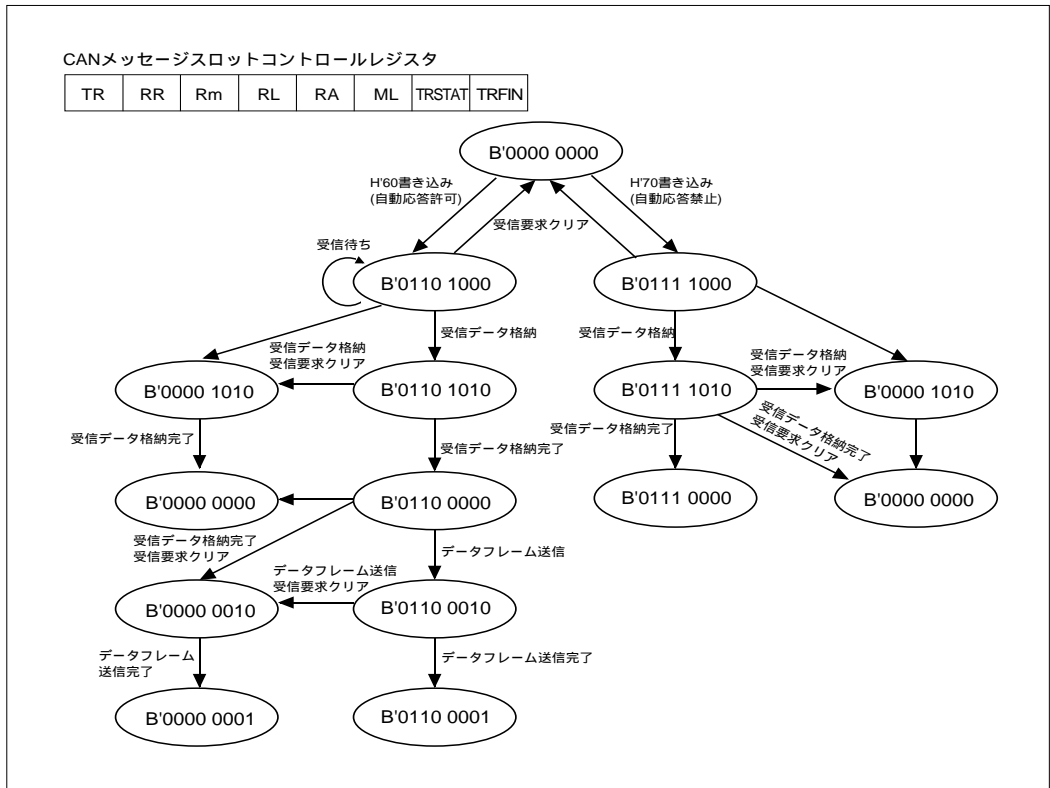 CANメッセージスロットコントロールレジスタ
TR RR Rm RL RA ML TRSTAT TRFIN
B'0000 0000
H'60書き込み
(自動応答許可)
H'70書き込み
(自動応答禁止)
受信要求クリア
受信待ち
B'0110 1000
B'0111 1000
受信データ格納
受信データ格納
受信データ格納
受信要求クリア
受信データ格納
受信要求クリア
B'0000 1010
B'0110 1010
B'0111 1010
B'0000 1010
受信データ格納完了
受信データ格納完了
受信データ格納完了
受信データ格納完了
受信要求クリア
B'0000 0000
B'0110 0000
B'0111 0000
B'0000 0000
受信データ格納完了
受信要求クリア
データフレーム送信
データフレーム送信
受信要求クリア
B'0000 0010
B'0110 0010
データフレーム
送信完了
データフレーム送信完了
B'0000 0001
B'0110 0001